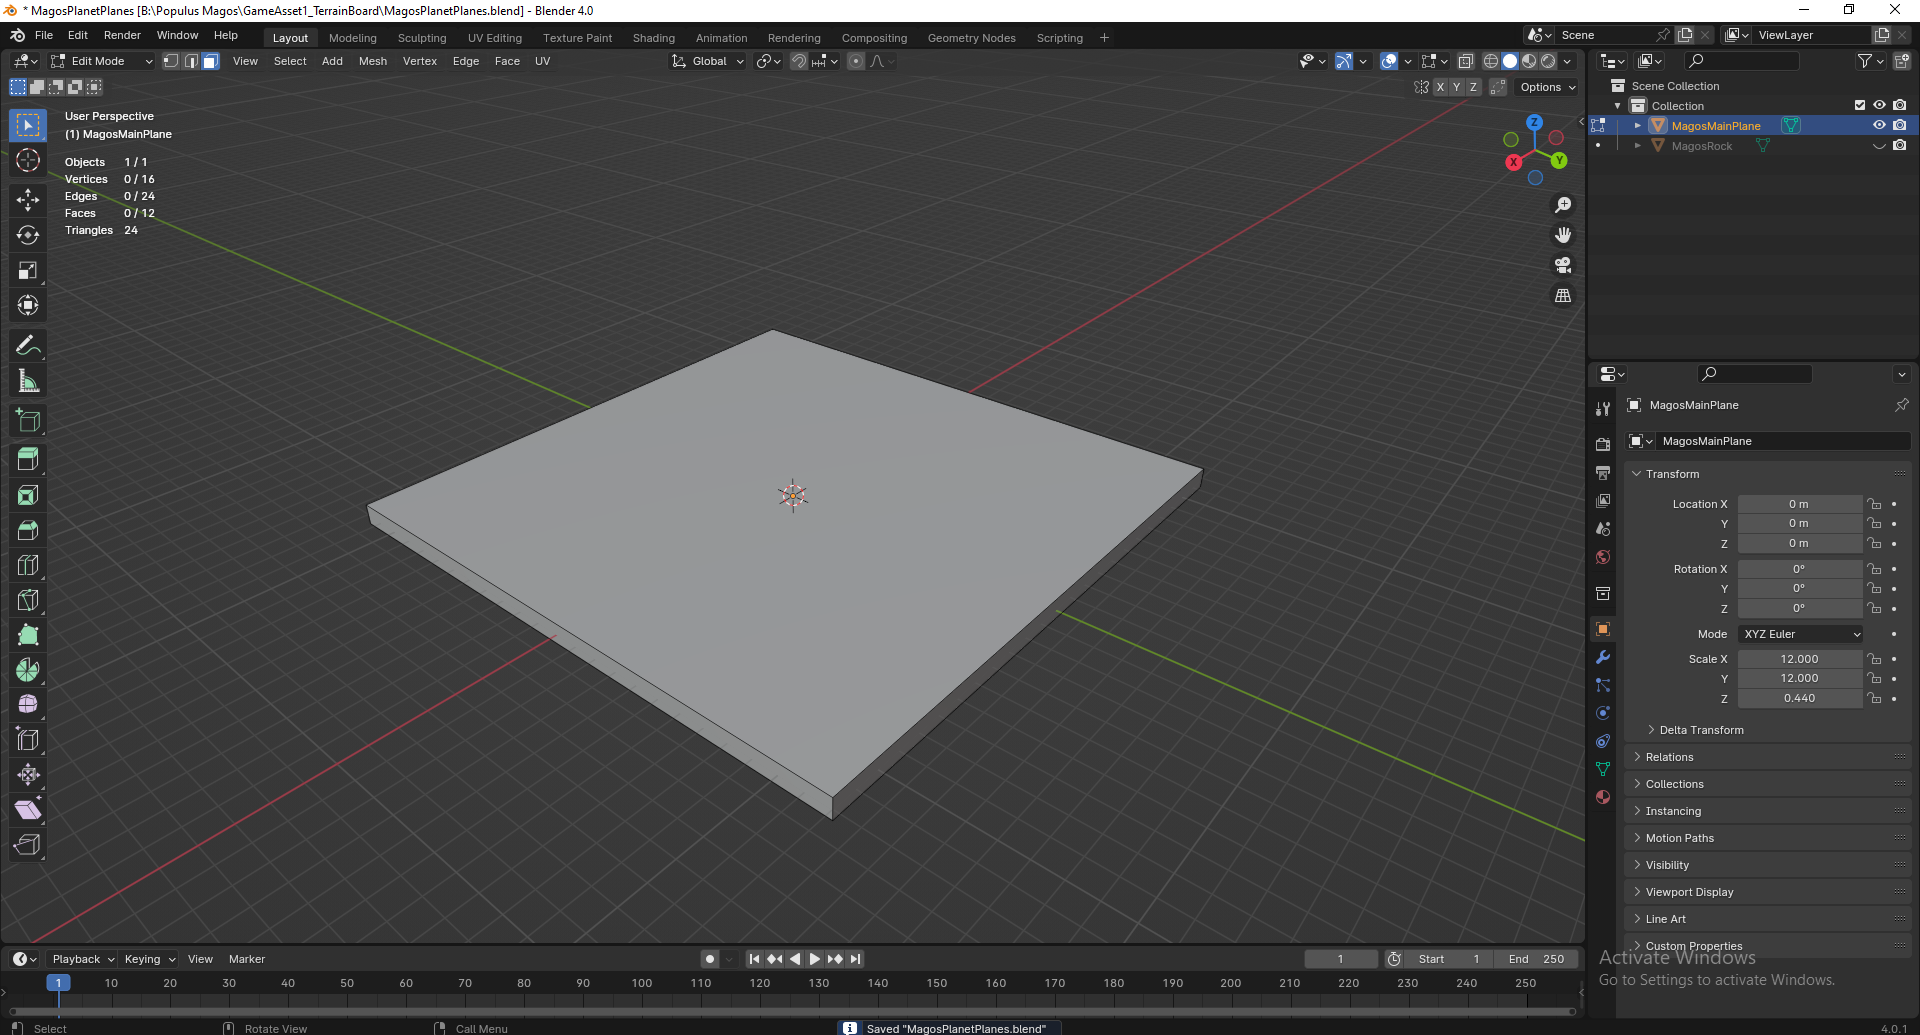 * MagosPlanetPlanes [B:\Populus Magos\GameAsset1_TerrainBoard\MagosPlanetPlanes.blend] - Blender 4.0
File Edit Render Window Help Layout Modeling Sculpting UV Editing Texture Paint Shading Animation Rendering Compositing Geometry Nodes Scripting + Scene ViewLayer
Edit Mode View Select Add Mesh Vertex Edge Face UV Global
X Y Z Options
User Perspective
(1) MagosMainPlane
Objects 1 / 1
Vertices 0 / 16
Edges 0 / 24
Faces 0 / 12
Triangles 24
Z
X
Y
Scene Collection
Collection
MagosMainPlane
MagosRock
MagosMainPlane
MagosMainPlane
Transform
Location X 0 m
Y 0 m
Z 0 m
Rotation X 0°
Y 0°
Z 0°
Mode XYZ Euler
Scale X 12.000
Y 12.000
Z 0.440
Delta Transform
Relations
Collections
Instancing
Motion Paths
Visibility
Viewport Display
Line Art
Custom Properties
Activate Windows
Go to Settings to activate Windows.
Playback Keying View Marker 1 Start 1 End 250
1 10 20 30 40 50 60 70 80 90 100 110 120 130 140 150 160 170 180 190 200 210 220 230 240 250
Select Rotate View Call Menu Saved "MagosPlanetPlanes.blend" 4.0.1